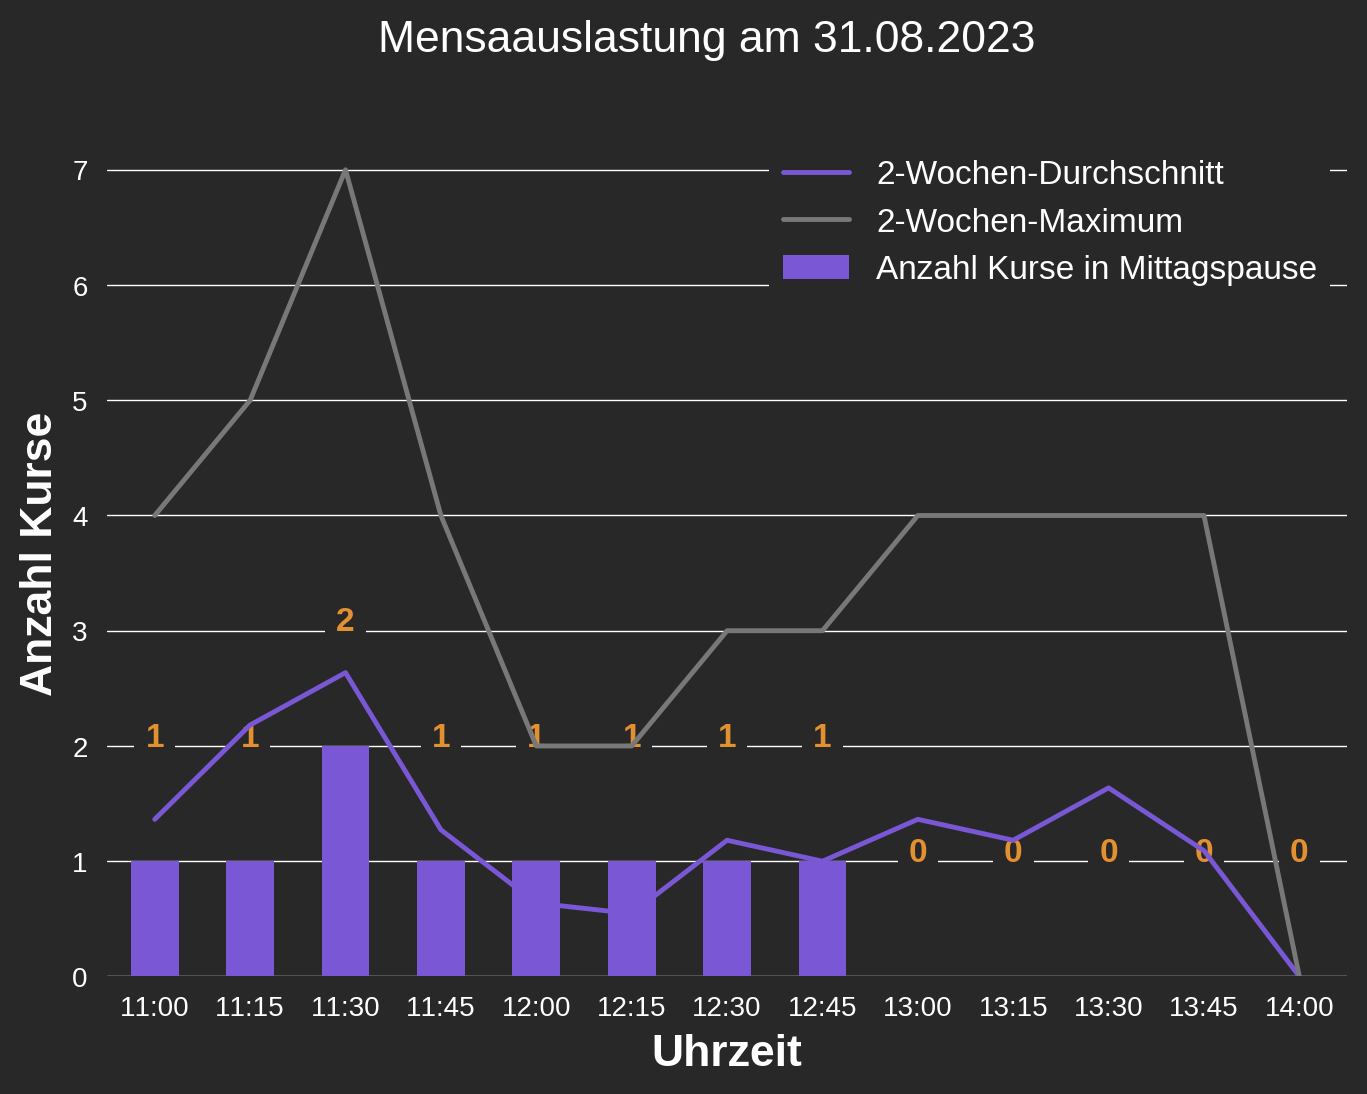 Mensaauslastung am 31.08.2023
2-Wochen-Durchschnitt
2-Wochen-Maximum
Anzahl Kurse in Mittagspause
Anzahl Kurse
7
6
5
4
3
2
1
0
2
1 1 1 1 1 1 1
0 0 0 0 0
11:00 11:15 11:30 11:45 12:00 12:15 12:30 12:45 13:00 13:15 13:30 13:45 14:00
Uhrzeit